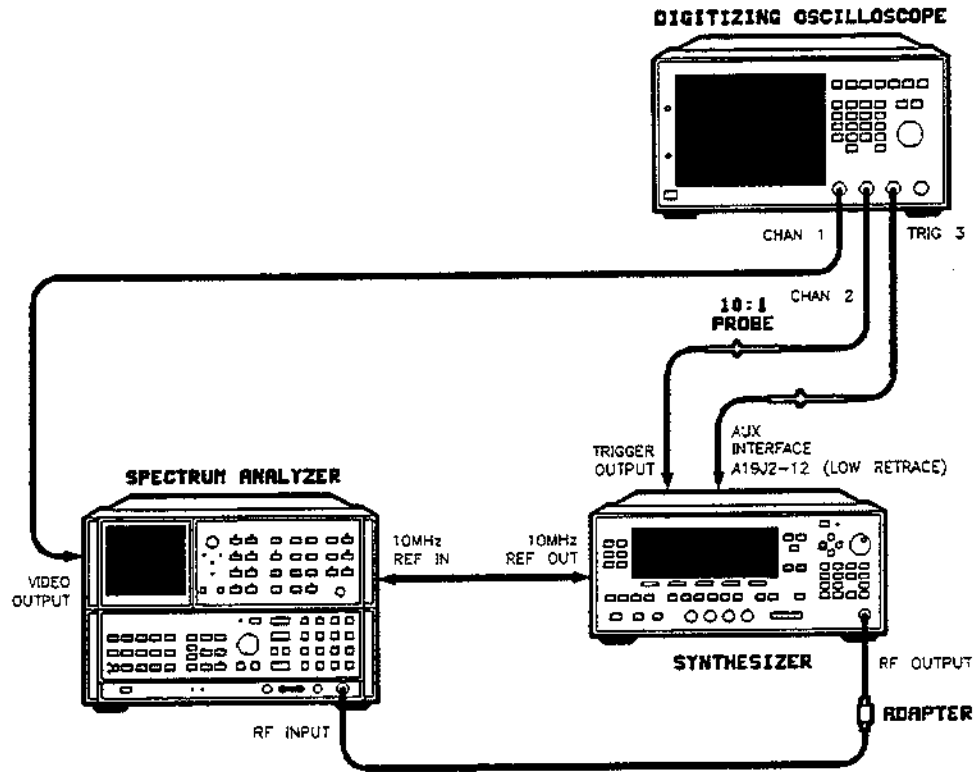 DIGITIZING OSCILLOSCOPE
CHAN 1
TRIG 3
CHAN 2
10:1
PROBE
TRIGGER
OUTPUT
AUX
INTERFACE
A19J2-12 (LOW RETRACE)
SPECTRUM ANALYZER
10MHz
REF IN
10MHz
REF OUT
VIDEO
OUTPUT
SYNTHESIZER
RF OUTPUT
ADAPTER
RF INPUT